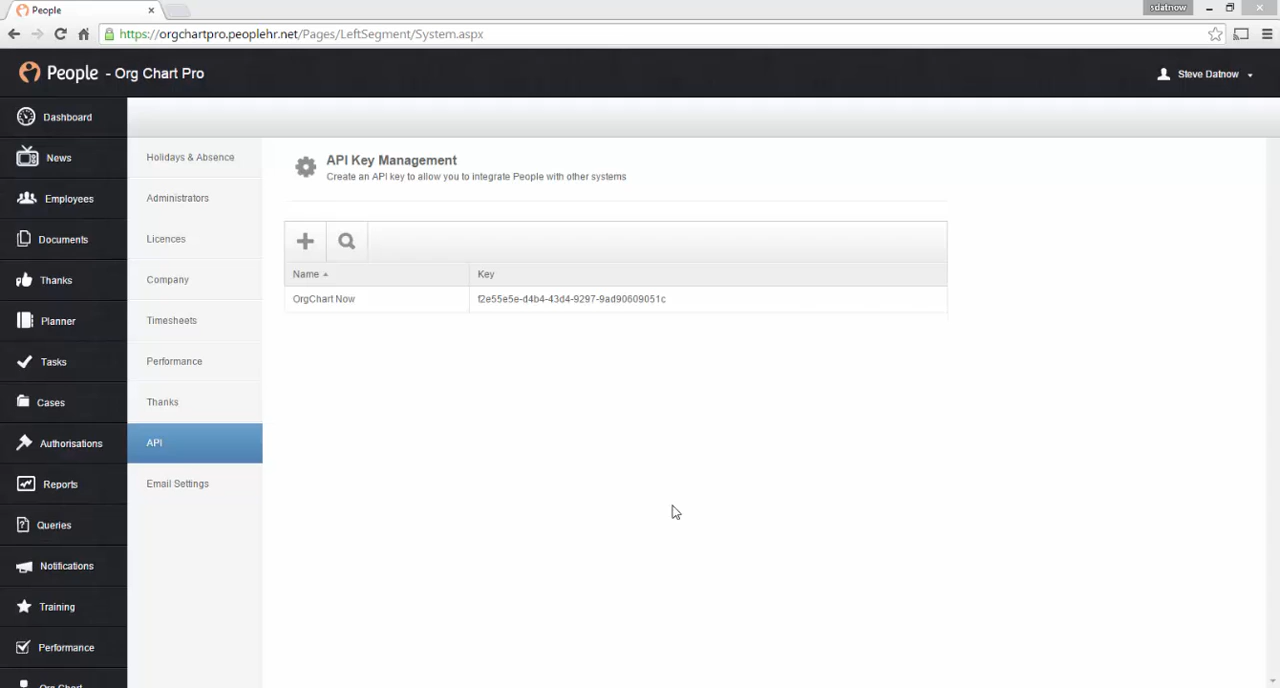 People
sdatnow
https://orgchartpro.peoplehr.net/Pages/LeftSegment/System.aspx
People - Org Chart Pro
Steve Datnow
Dashboard
News
Employees
Documents
Thanks
Planner
Tasks
Cases
Authorisations
Reports
Queries
Notifications
Training
Performance
Org Chart
Holidays & Absence
Administrators
Licences
Company
Timesheets
Performance
Thanks
API
Email Settings
API Key Management
Create an API key to allow you to integrate People with other systems
Name Key
OrgChart Now f2e55e5e-d4b4-43d4-9297-9ad90609051c